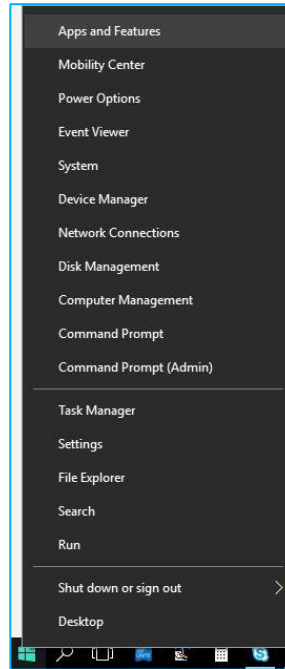 Apps and Features
Mobility Center
Power Options
Event Viewer
System
Device Manager
Network Connections
Disk Management
Computer Management
Command Prompt
Command Prompt (Admin)
Task Manager
Settings
File Explorer
Search
Run
Shut down or sign out
Desktop